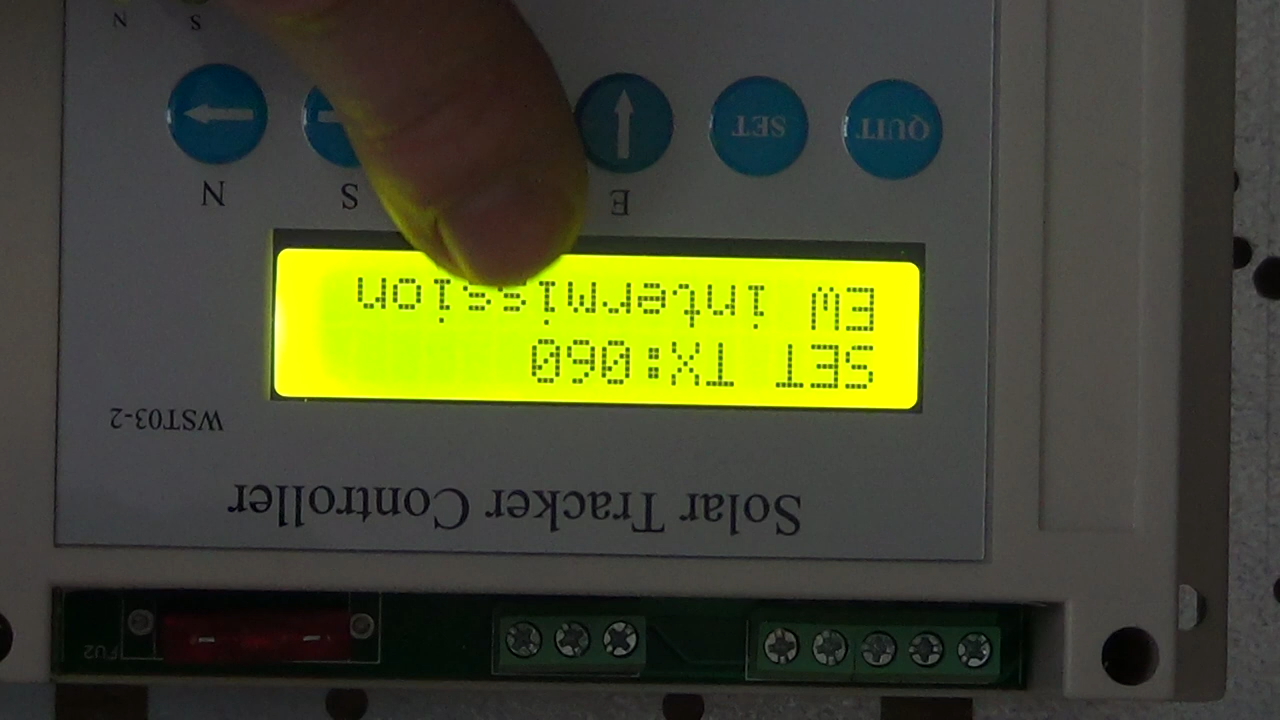 FU2
Solar Tracker Controller
WST03-2
SET TX:060
EW intermission
E S N
QUIT SET
S N